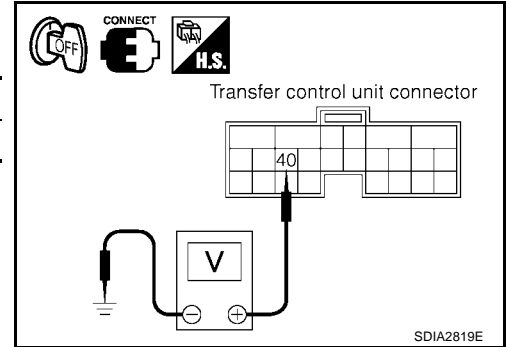 CONNECT
OFF
H.S.
Transfer control unit connector
40
V
SDIA2819E